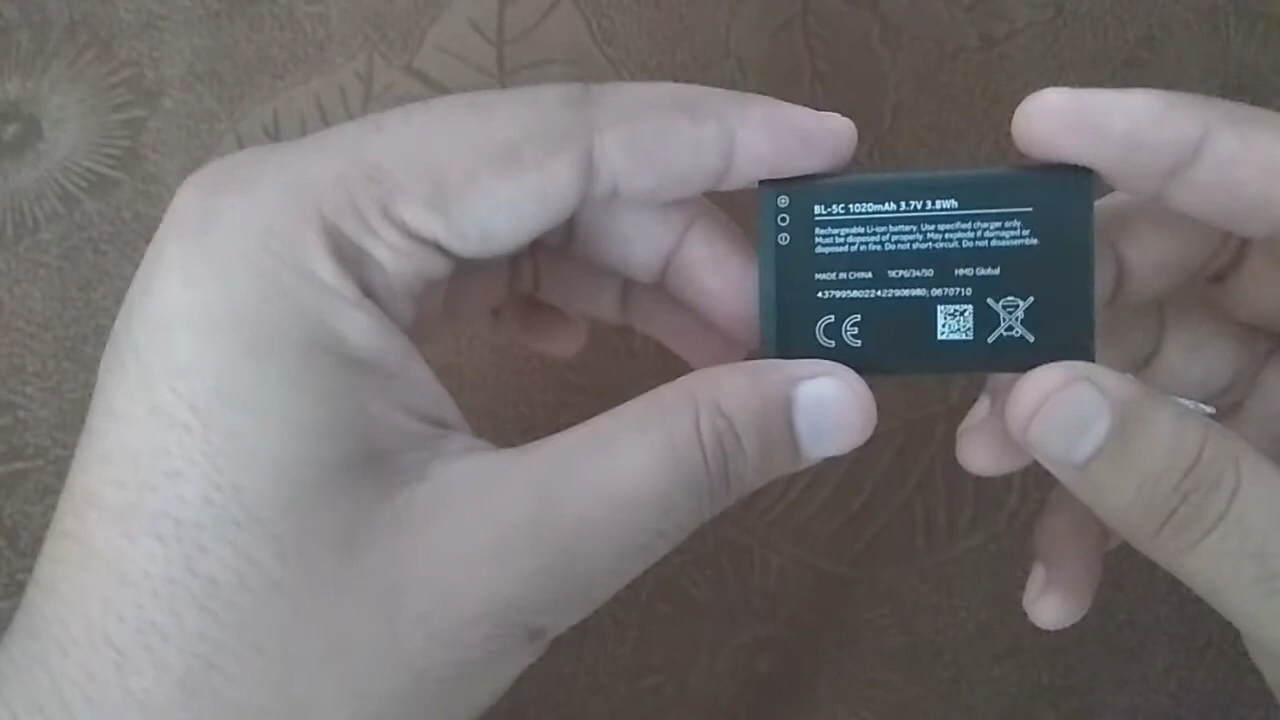 BL-5C 1020mAh 3.7V 3.8Wh
Rechargeable Li-ion battery. Use specified charger only.
Must be disposed of properly. May explode if damaged or
disposed of in fire. Do not short-circuit. Do not disassemble.
MADE IN CHINA 1ICP6/34/50 HMD Global
4379958022422906980; 0670710
CE